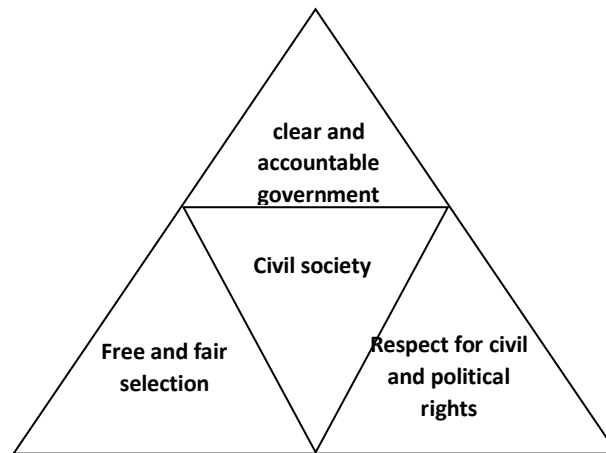 clear and
accountable
government
Civil society
Free and fair
selection
Respect for civil
and political
rights